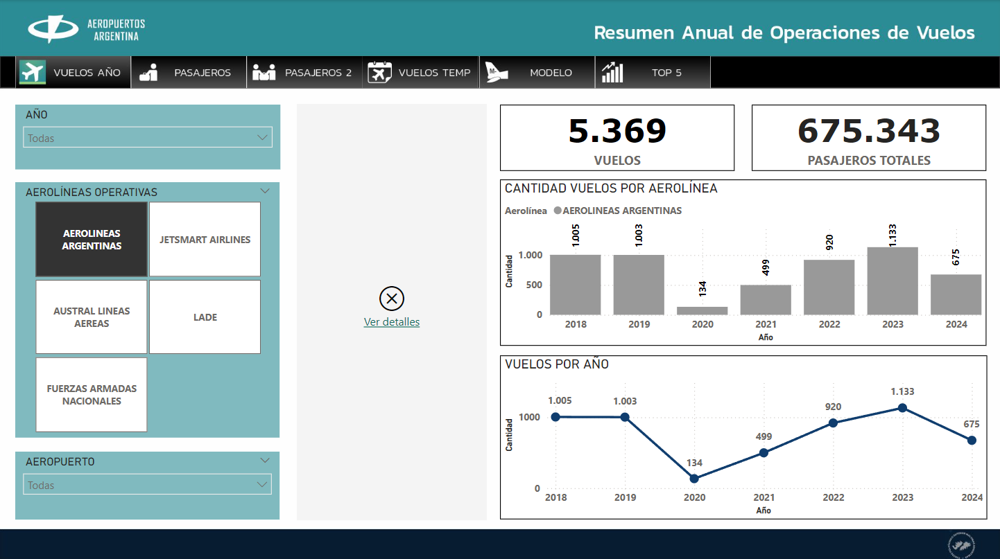 AEROPUERTOS
ARGENTINA
Resumen Anual de Operaciones de Vuelos
VUELOS AÑO
PASAJEROS
PASAJEROS 2
VUELOS TEMP
M-
MODELO
TOP 5
AÑO
Todas
AEROLÍNEAS OPERATIVAS
AEROLINEAS
ARGENTINAS
JETSMART AIRLINES
AUSTRAL LINEAS
AEREAS
LADE
FUERZAS ARMADAS
NACIONALES
AEROPUERTO
Todas
Ver detalles
5.369
VUELOS
675.343
PASAJEROS TOTALES
CANTIDAD VUELOS POR AEROLÍNEA
Aerolínea AEROLINEAS ARGENTINAS
Cantidad
1.000
500
0
1.005
1.003
134
499
920
1.133
675
2018 2019 2020 2021 2022 2023 2024
Año
VUELOS POR AÑO
Cantidad
1000
0
1.005
1.003
134
499
920
1.133
675
2018 2019 2020 2021 2022 2023 2024
Año